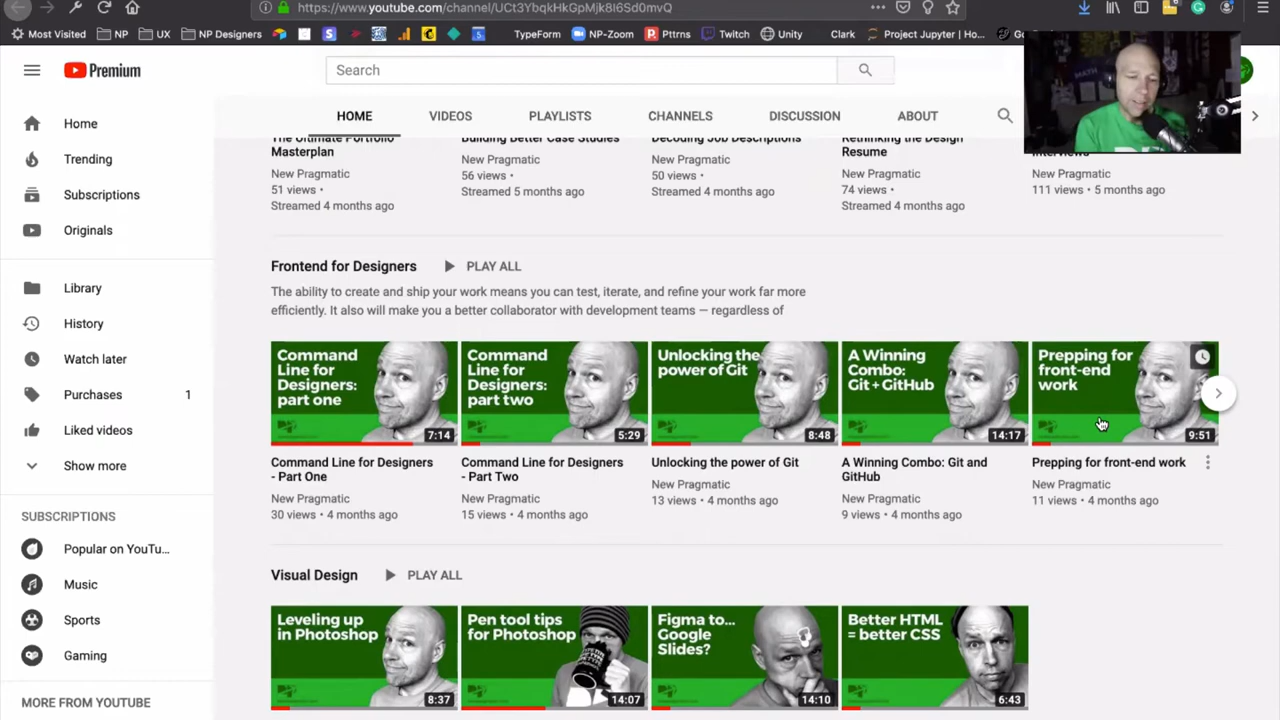 https://www.youtube.com/channel/UCt3YbqkHkGpMjk8I6Sd0mvQ
Most Visited NP UX NP Designers TypeForm NP-Zoom Pttrns Twitch Unity Clark Project Jupyter | Ho...
Premium
Search
HOME VIDEOS PLAYLISTS CHANNELS DISCUSSION ABOUT
Home
Trending
Subscriptions
Originals
Library
History
Watch later
Purchases 1
Liked videos
Show more
SUBSCRIPTIONS
Popular on YouTu...
Music
Sports
Gaming
MORE FROM YOUTUBE
The Ultimate Portfolio
Masterplan
New Pragmatic
51 views •
Streamed 4 months ago
Building Better Case Studies
New Pragmatic
56 views •
Streamed 5 months ago
Decoding Job Descriptions
New Pragmatic
50 views •
Streamed 4 months ago
Rethinking the Design
Resume
New Pragmatic
74 views •
Streamed 4 months ago
Interviews
New Pragmatic
111 views • 5 months ago
Frontend for Designers PLAY ALL
The ability to create and ship your work means you can test, iterate, and refine your work far more
efficiently. It also will make you a better collaborator with development teams — regardless of
Command
Line for
Designers:
part one
7:14
Command Line for Designers
- Part One
New Pragmatic
30 views • 4 months ago
Command
Line for
Designers:
part two
5:29
Command Line for Designers
- Part Two
New Pragmatic
15 views • 4 months ago
Unlocking the
power of Git
8:48
Unlocking the power of Git
New Pragmatic
13 views • 4 months ago
A Winning
Combo:
Git + GitHub
14:17
A Winning Combo: Git and
GitHub
New Pragmatic
9 views • 4 months ago
Prepping for
front-end
work
9:51
Prepping for front-end work
New Pragmatic
11 views • 4 months ago
Visual Design PLAY ALL
Leveling up
in Photoshop
8:37
Pen tool tips
for Photoshop
14:07
Figma to...
Google
Slides?
14:10
Better HTML
= better CSS
6:43